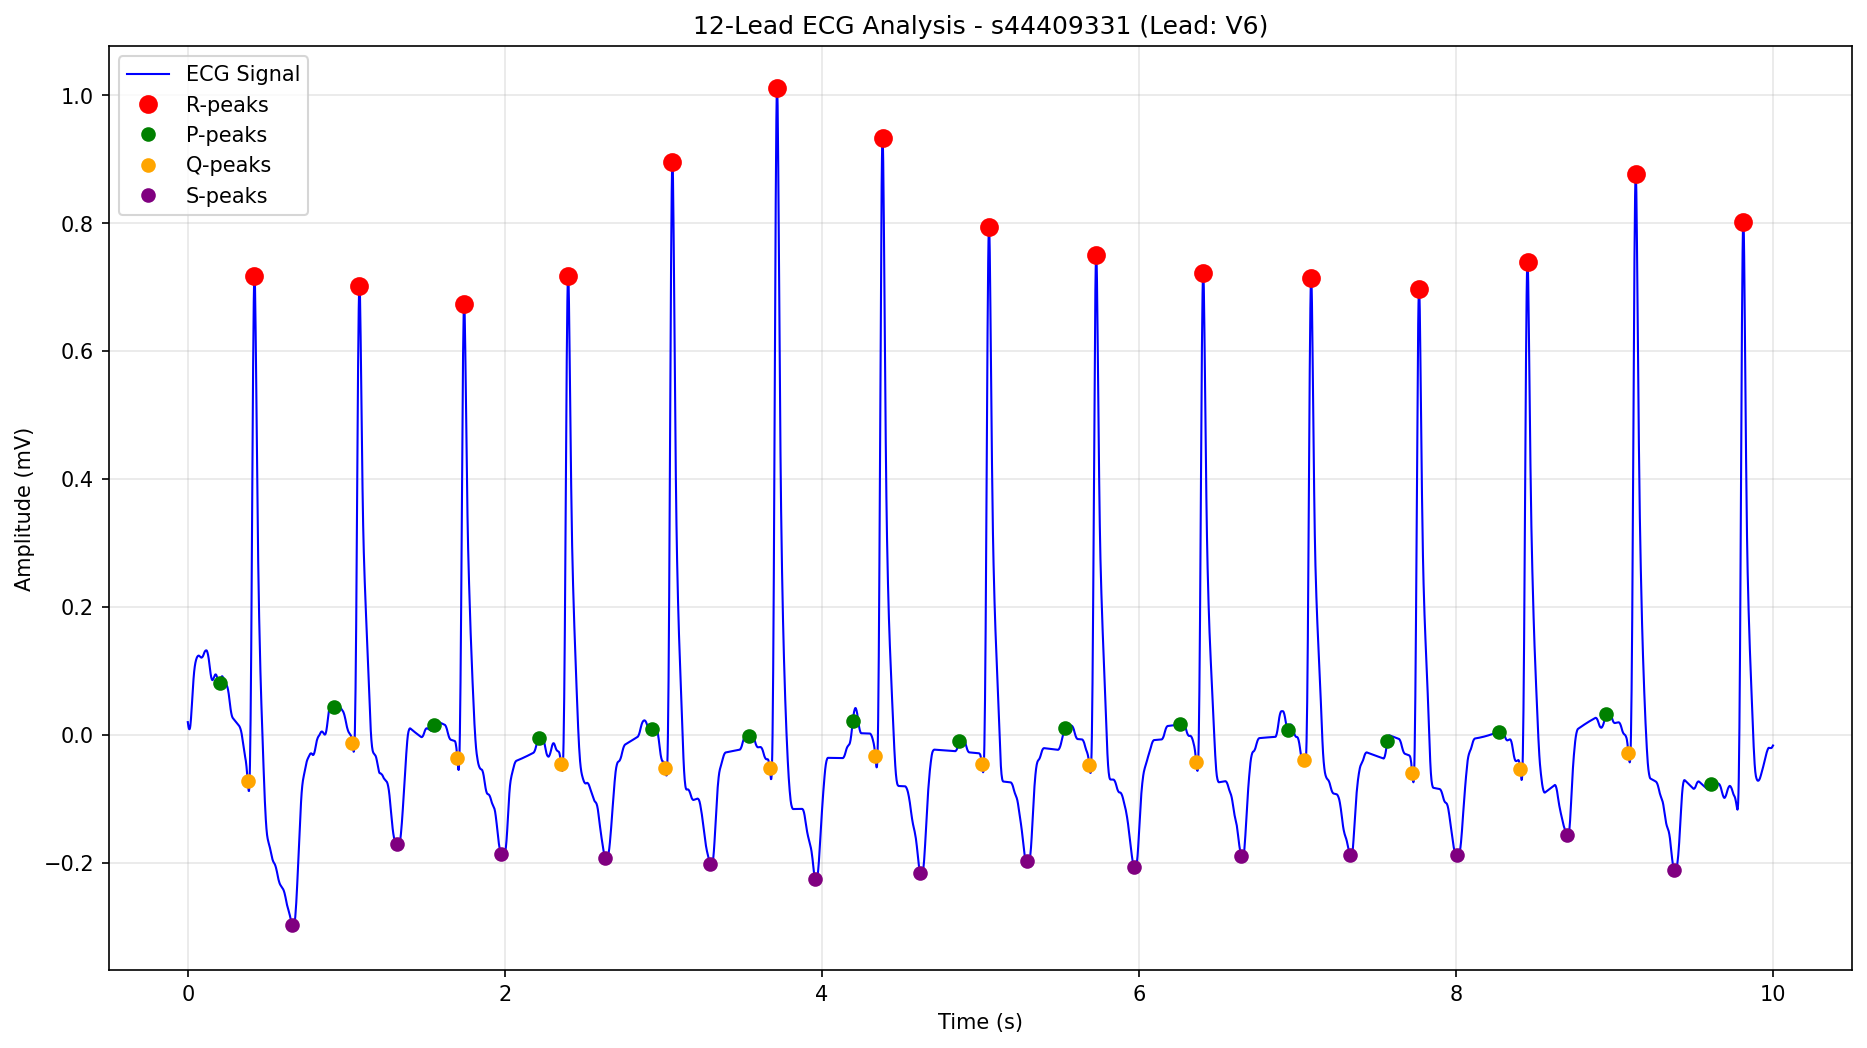 12-Lead ECG Analysis - s44409331 (Lead: V6)
ECG Signal
R-peaks
P-peaks
Q-peaks
S-peaks
Amplitude (mV)
1.0
0.8
0.6
0.4
0.2
0.0
−0.2
0 2 4 6 8 10
Time (s)